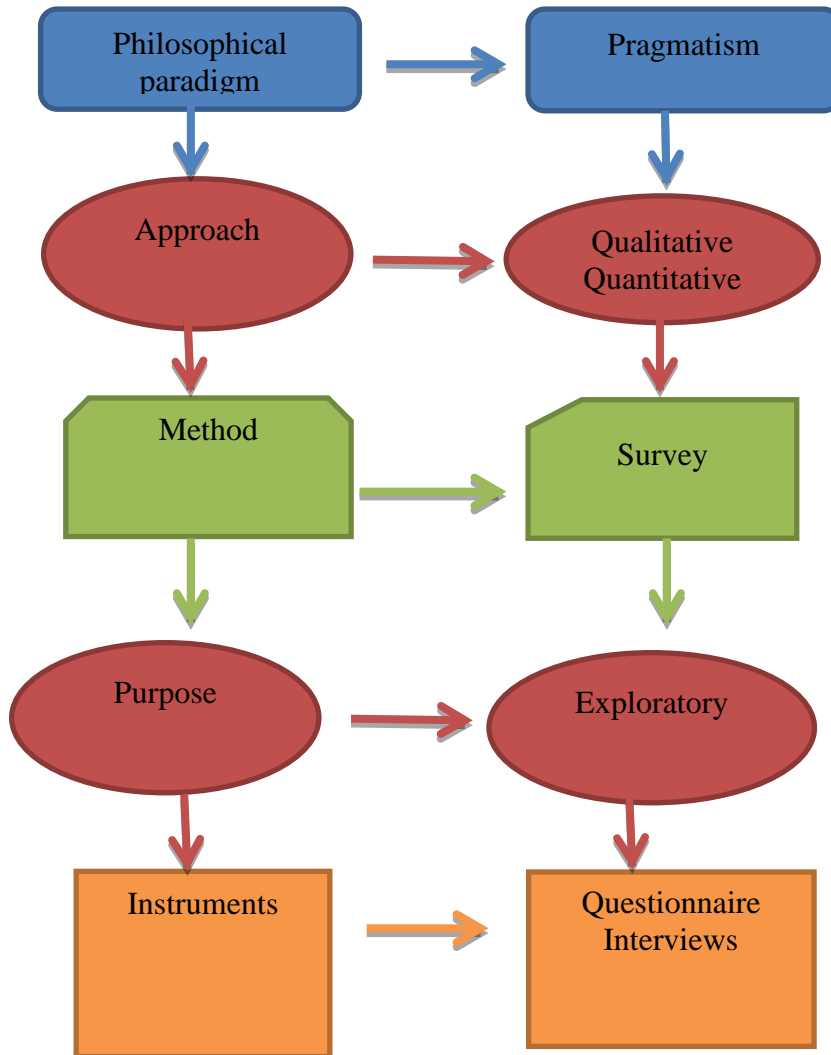 Philosophical
paradigm
Pragmatism
Approach
Qualitative
Quantitative
Method
Survey
Purpose
Exploratory
Instruments
Questionnaire
Interviews